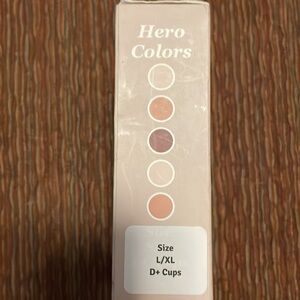 Hero
Colors
Size
L/XL
D+ Cups